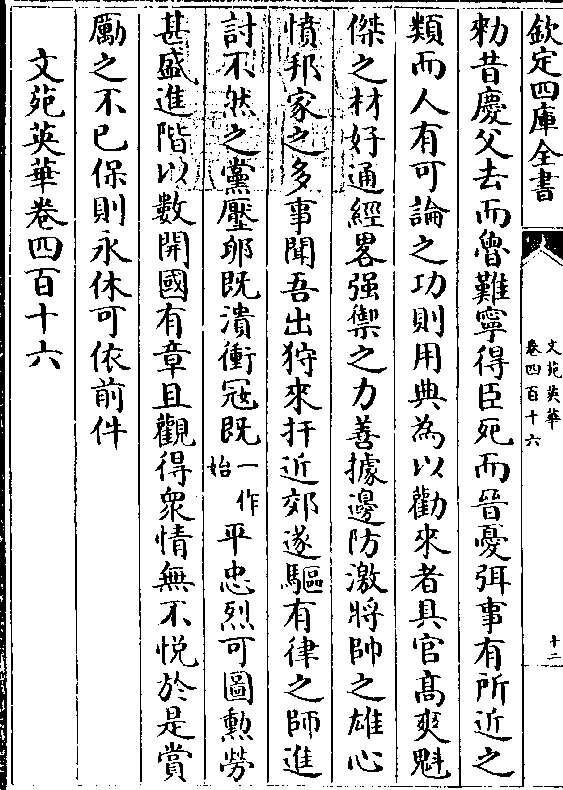 欽定四庫全書
文苑英華
卷四百十六
十二
勑昔慶父去而魯難寧得臣死而晉憂弭事有所近之
類而人有可論之功則用典為以勸來者具官高爽魁
傑之材好通經畧强禦之力善據邊防激將帥之雄心
憤邦家之多事聞吾出狩來扞近郊遂驅有律之師進
討不然之黨壓郊既潰衝冦既一作始平忠烈可圖勲勞
甚盛進階以數開國有章且觀得衆情無不悦於是賞
勵之不已保則永休可依前件
文苑英華卷四百十六